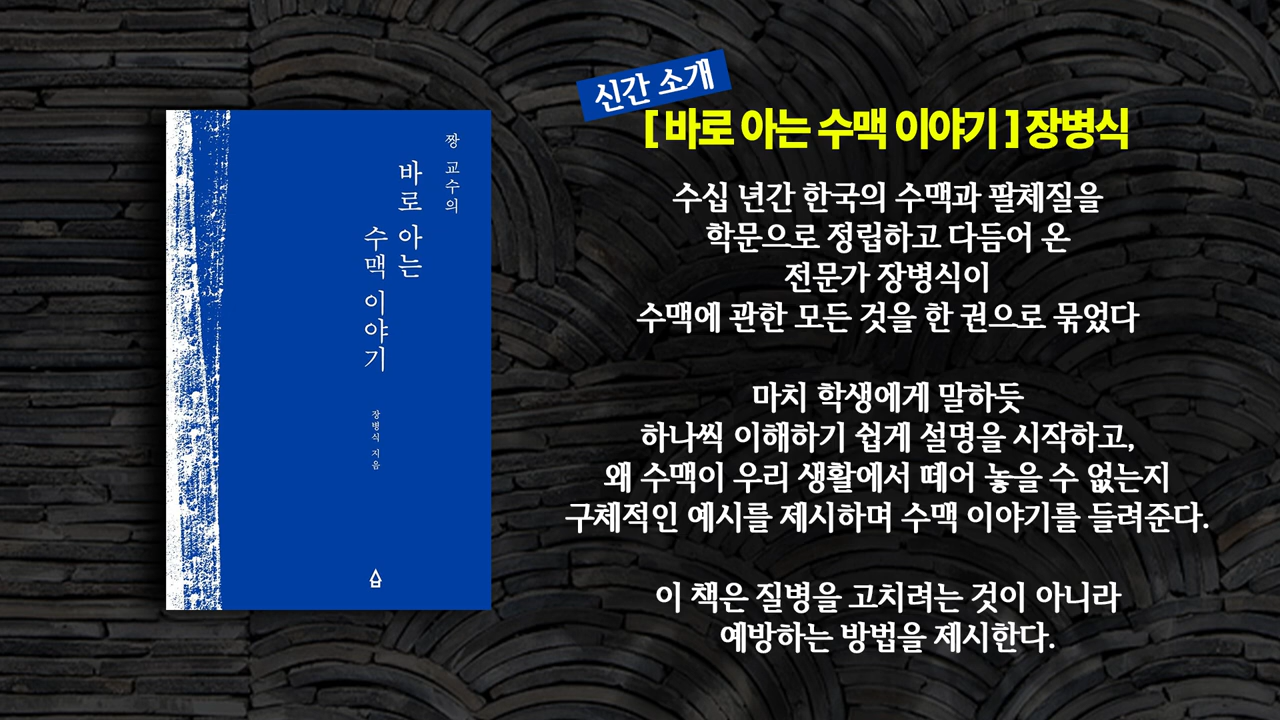 짱 교수의
바로 아는
수맥 이야기
장병식 지음
신간 소개
[ 바로 아는 수맥 이야기 ] 장병식
수십 년간 한국의 수맥과 팔체질을
학문으로 정립하고 다듬어 온
전문가 장병식이
수맥에 관한 모든 것을 한 권으로 묶었다
마치 학생에게 말하듯
하나씩 이해하기 쉽게 설명을 시작하고,
왜 수맥이 우리 생활에서 떼어 놓을 수 없는지
구체적인 예시를 제시하며 수맥 이야기를 들려준다.
이 책은 질병을 고치려는 것이 아니라
예방하는 방법을 제시한다.